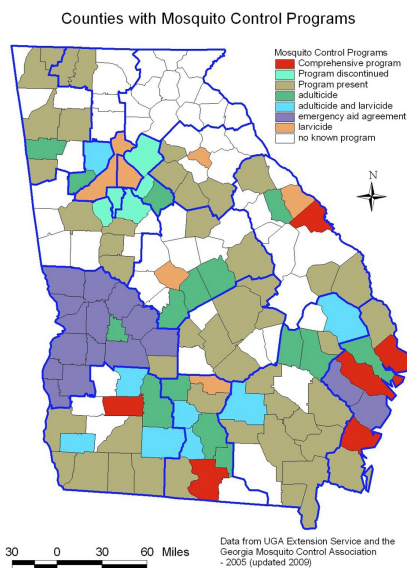 Counties with Mosquito Control Programs
Mosquito Control Programs
Comprehensive program
Program discontinued
Program present
adulticide
adulticide and larvicide
emergency aid agreement
larvicide
no known program
N
30 0 30 60 Miles
Data from UGA Extension Service and the
Georgia Mosquito Control Association
- 2005 (updated 2009)